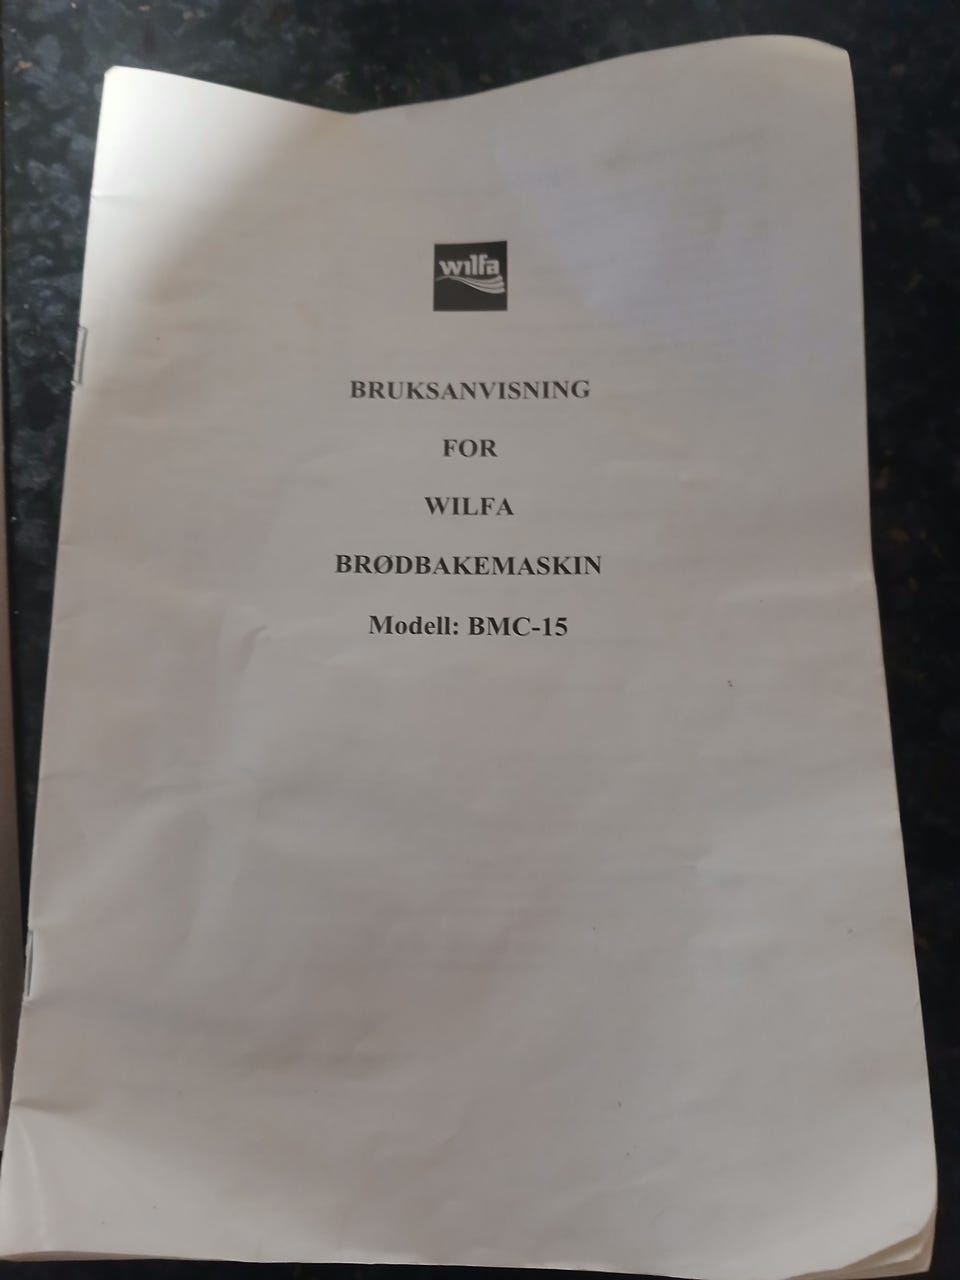 wilfa
BRUKSANVISNING
FOR
WILFA
BRØDBAKEMASKIN
Modell: BMC-15